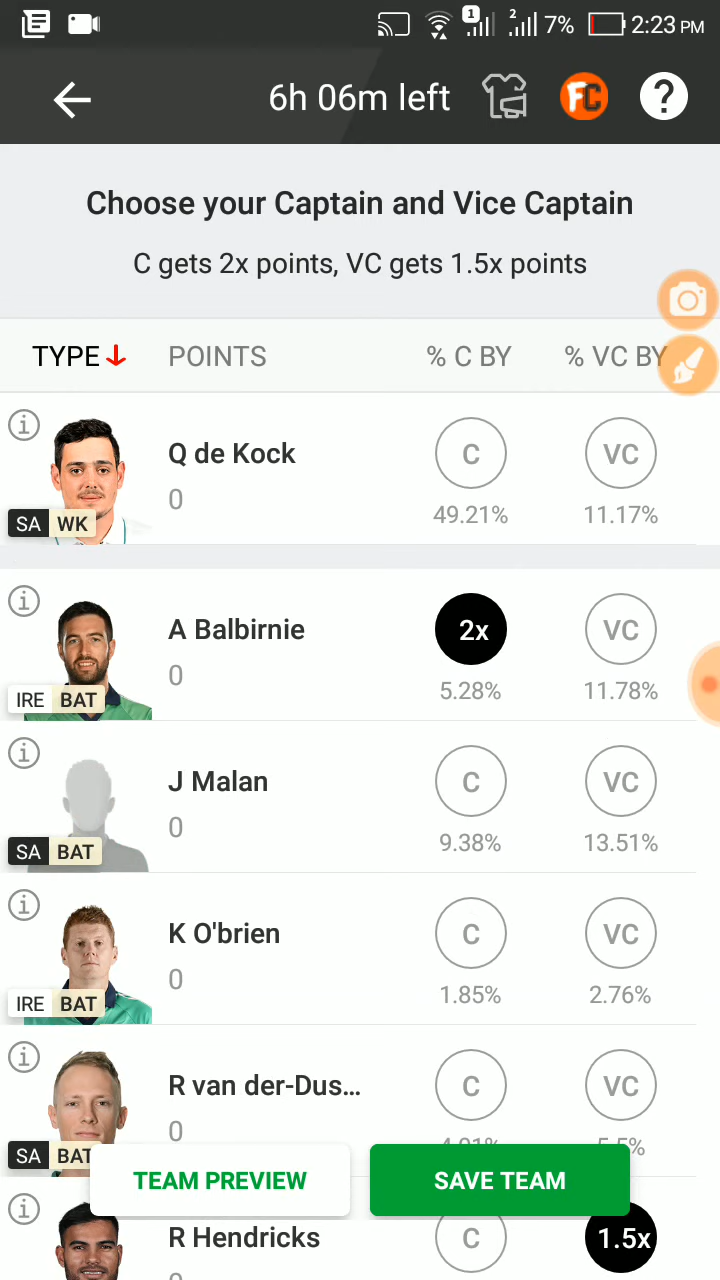 1 2 7% 2:23 PM
6h 06m left FC ?
Choose your Captain and Vice Captain
C gets 2x points, VC gets 1.5x points
TYPE POINTS % C BY % VC BY
Q de Kock C VC
0
SA WK 49.21% 11.17%
A Balbirnie 2x VC
0
IRE BAT 5.28% 11.78%
J Malan C VC
0
SA BAT 9.38% 13.51%
K O'brien C VC
0
IRE BAT 1.85% 2.76%
R van der-Dus... C VC
0
SA BAT 5.5%
TEAM PREVIEW SAVE TEAM
R Hendricks C 1.5x